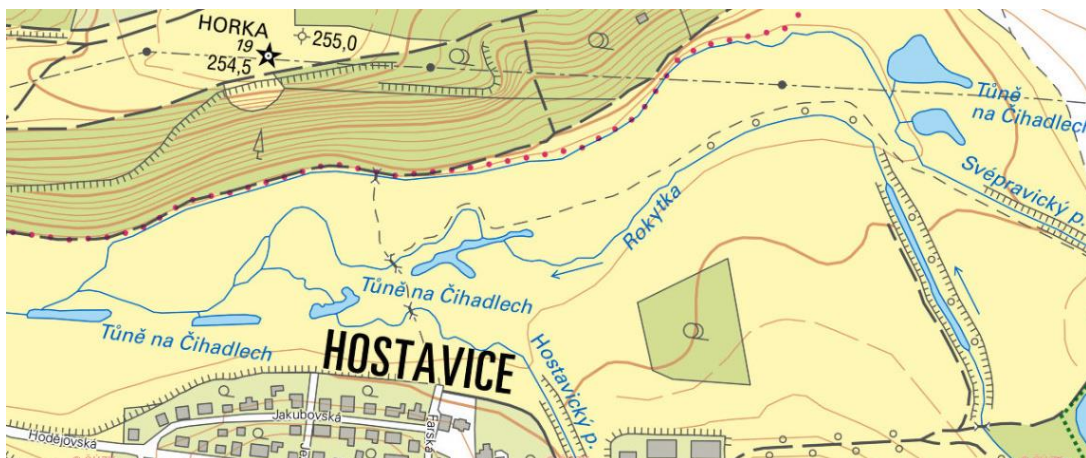 HORKA
19
254,5
255,0
Tůně
na Čihadlech
Svépravický p.
Rokytka
Tůně na Čihadlech
Tůně na Čihadlech
HOSTAVICE
Hostavický p.
Jakubovská
Farská
Hodějovská